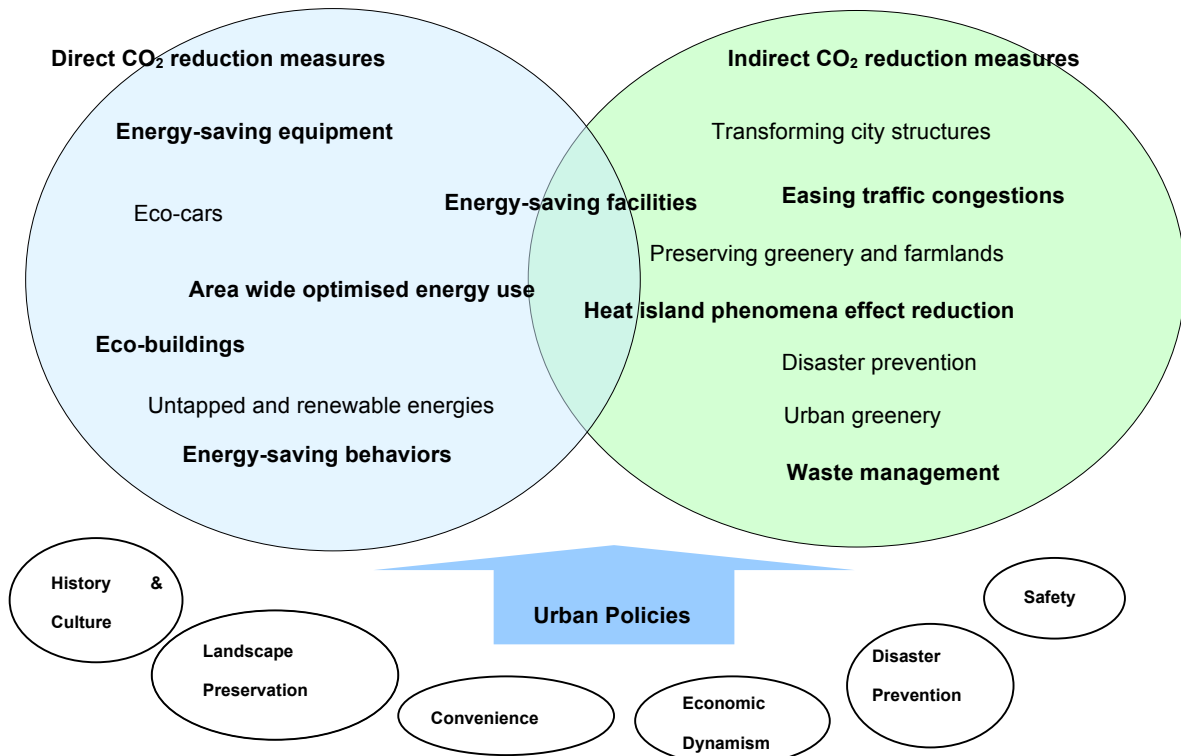 Direct CO₂ reduction measures
Energy-saving equipment
Eco-cars
Area wide optimised energy use
Eco-buildings
Untapped and renewable energies
Energy-saving behaviors
Energy-saving facilities
Indirect CO₂ reduction measures
Transforming city structures
Easing traffic congestions
Preserving greenery and farmlands
Heat island phenomena effect reduction
Disaster prevention
Urban greenery
Waste management
Urban Policies
History &
Culture
Landscape
Preservation
Convenience
Economic
Dynamism
Disaster
Prevention
Safety